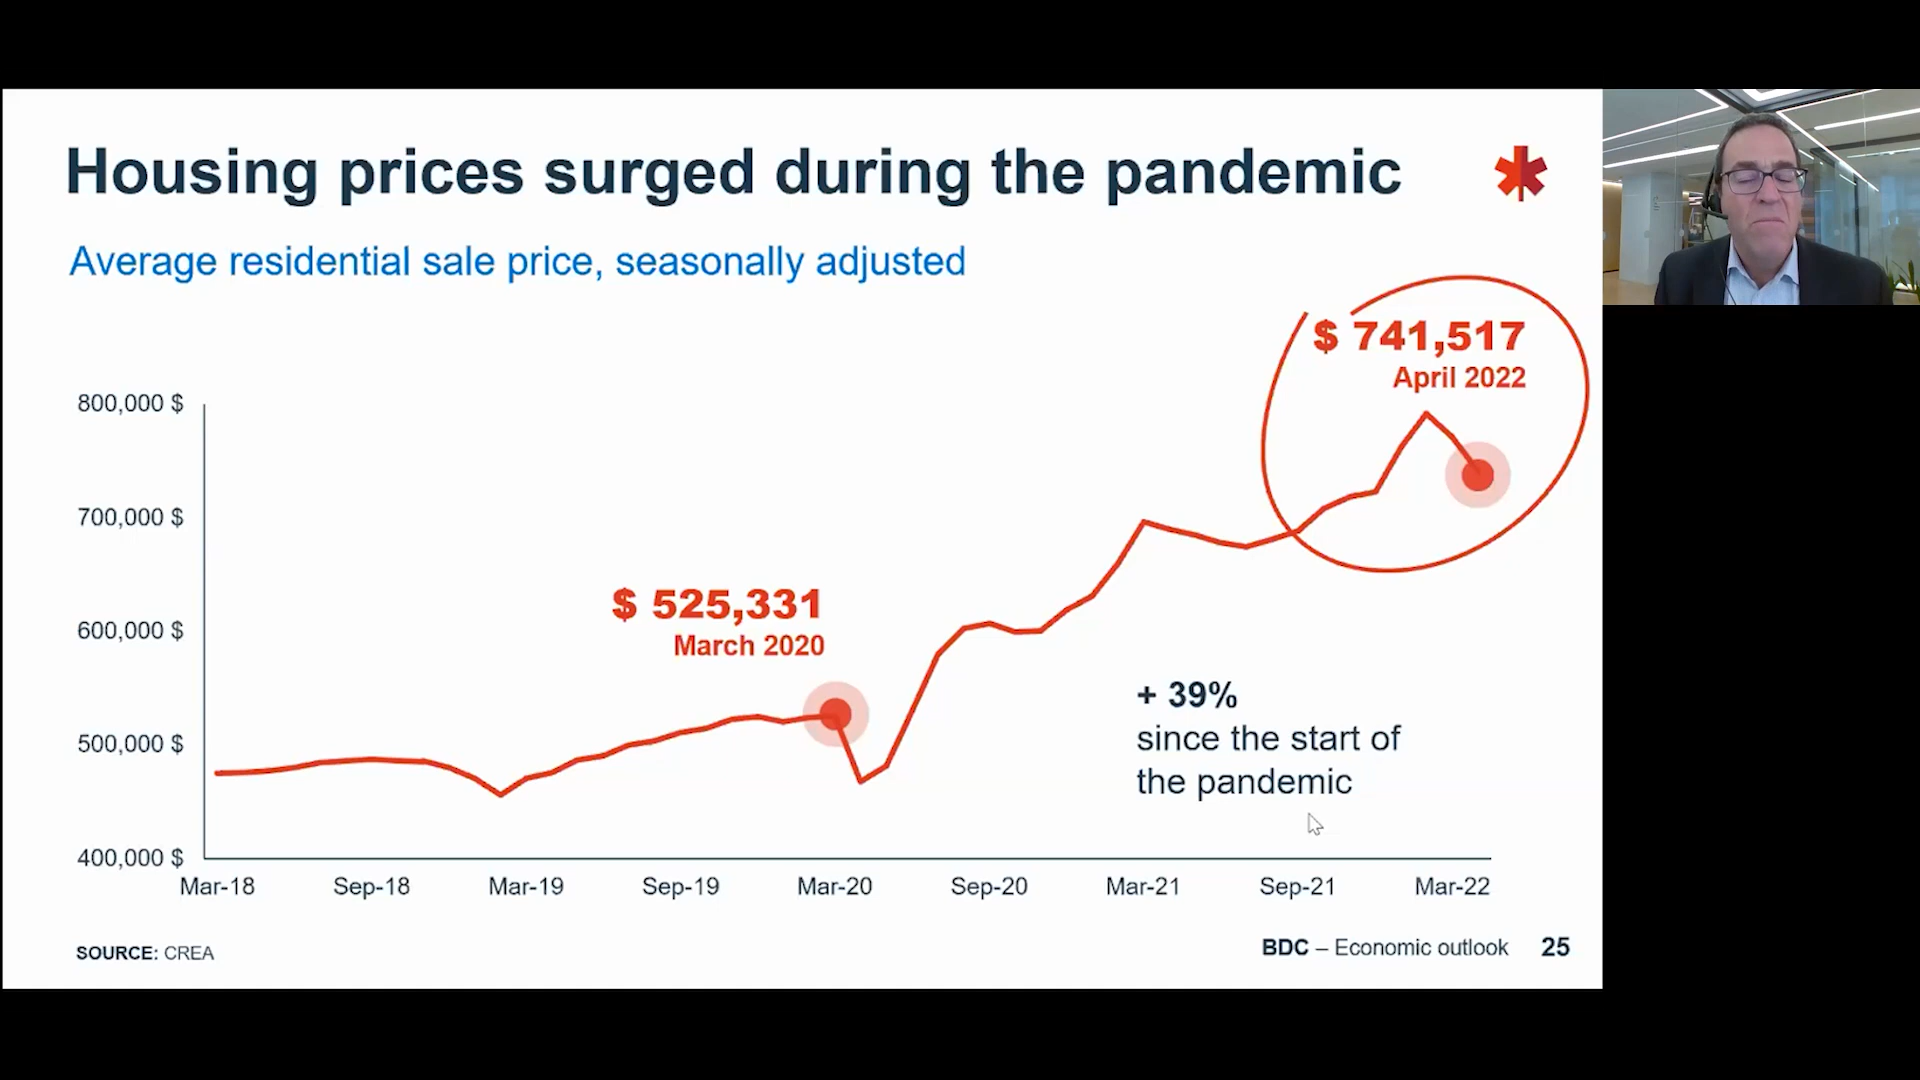 Housing prices surged during the pandemic
Average residential sale price, seasonally adjusted
$ 741,517
April 2022
800,000 $
700,000 $
600,000 $
500,000 $
400,000 $
$ 525,331
March 2020
+ 39%
since the start of
the pandemic
Mar-18 Sep-18 Mar-19 Sep-19 Mar-20 Sep-20 Mar-21 Sep-21 Mar-22
SOURCE: CREA
BDC – Economic outlook 25